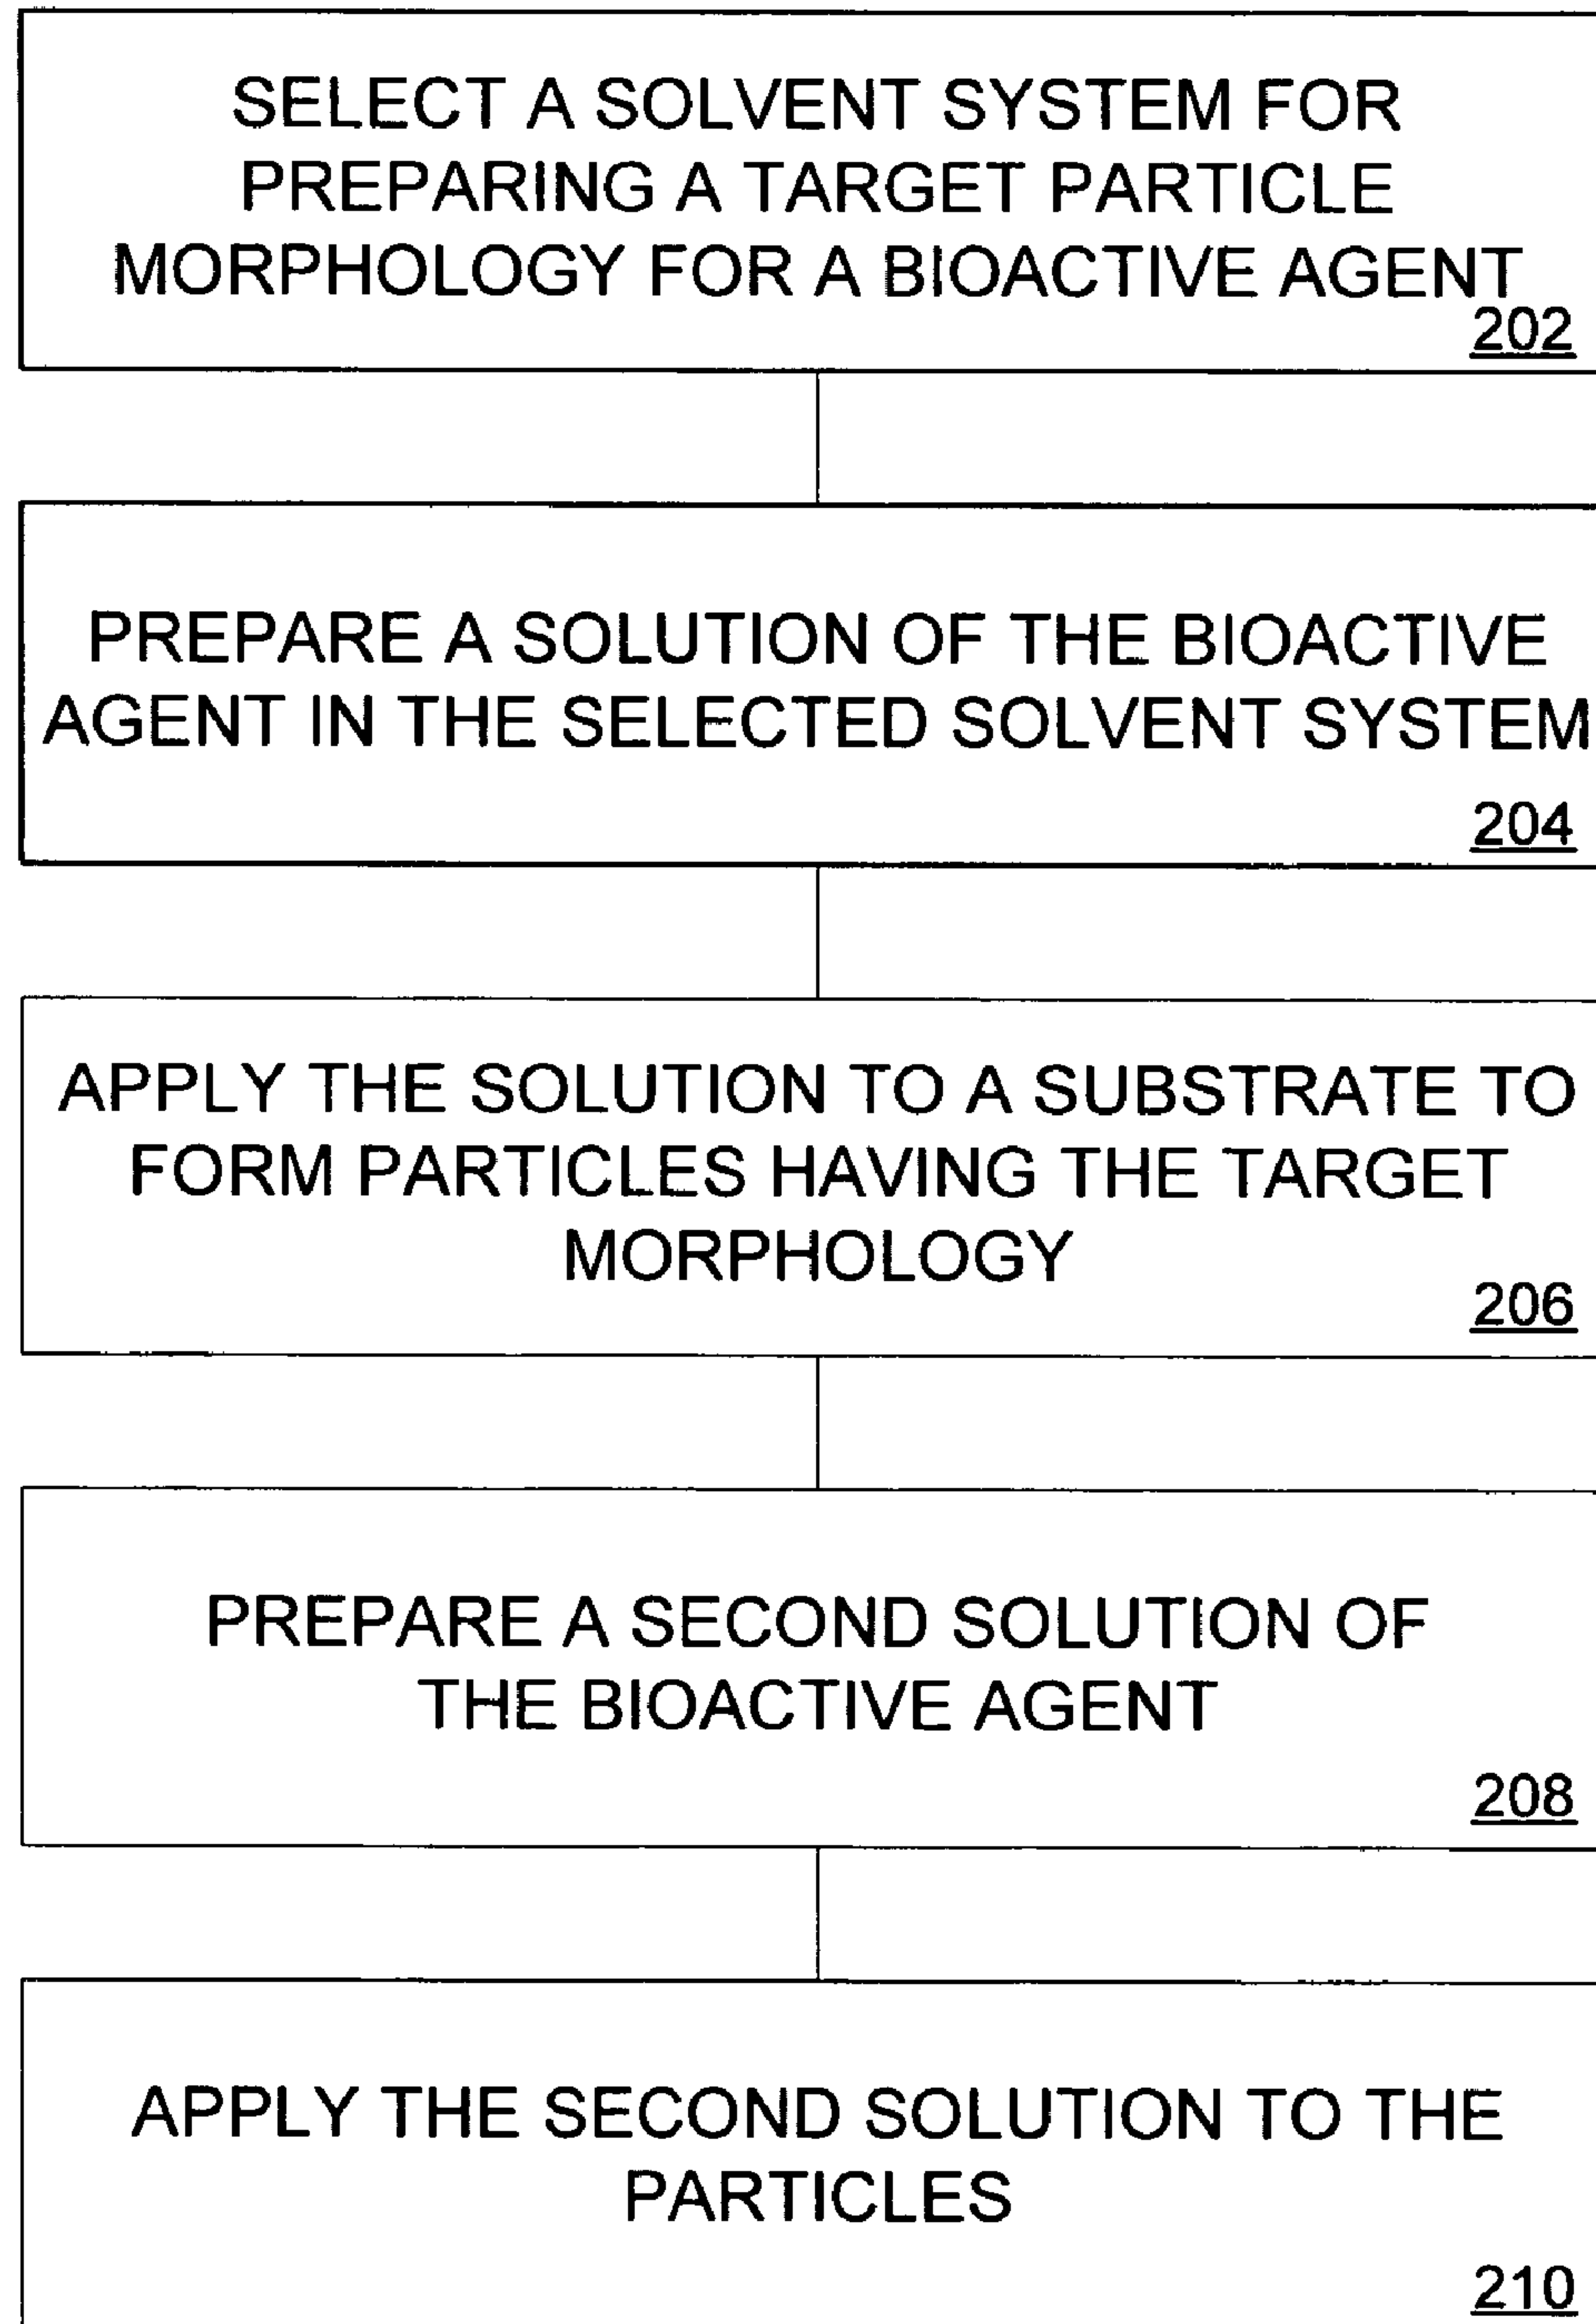 SELECT A SOLVENT SYSTEM FOR
PREPARING A TARGET PARTICLE
MORPHOLOGY FOR A BIOACTIVE AGENT
202
PREPARE A SOLUTION OF THE BIOACTIVE
AGENT IN THE SELECTED SOLVENT SYSTEM
204
APPLY THE SOLUTION TO A SUBSTRATE TO
FORM PARTICLES HAVING THE TARGET
MORPHOLOGY
206
PREPARE A SECOND SOLUTION OF
THE BIOACTIVE AGENT
208
APPLY THE SECOND SOLUTION TO THE
PARTICLES
210